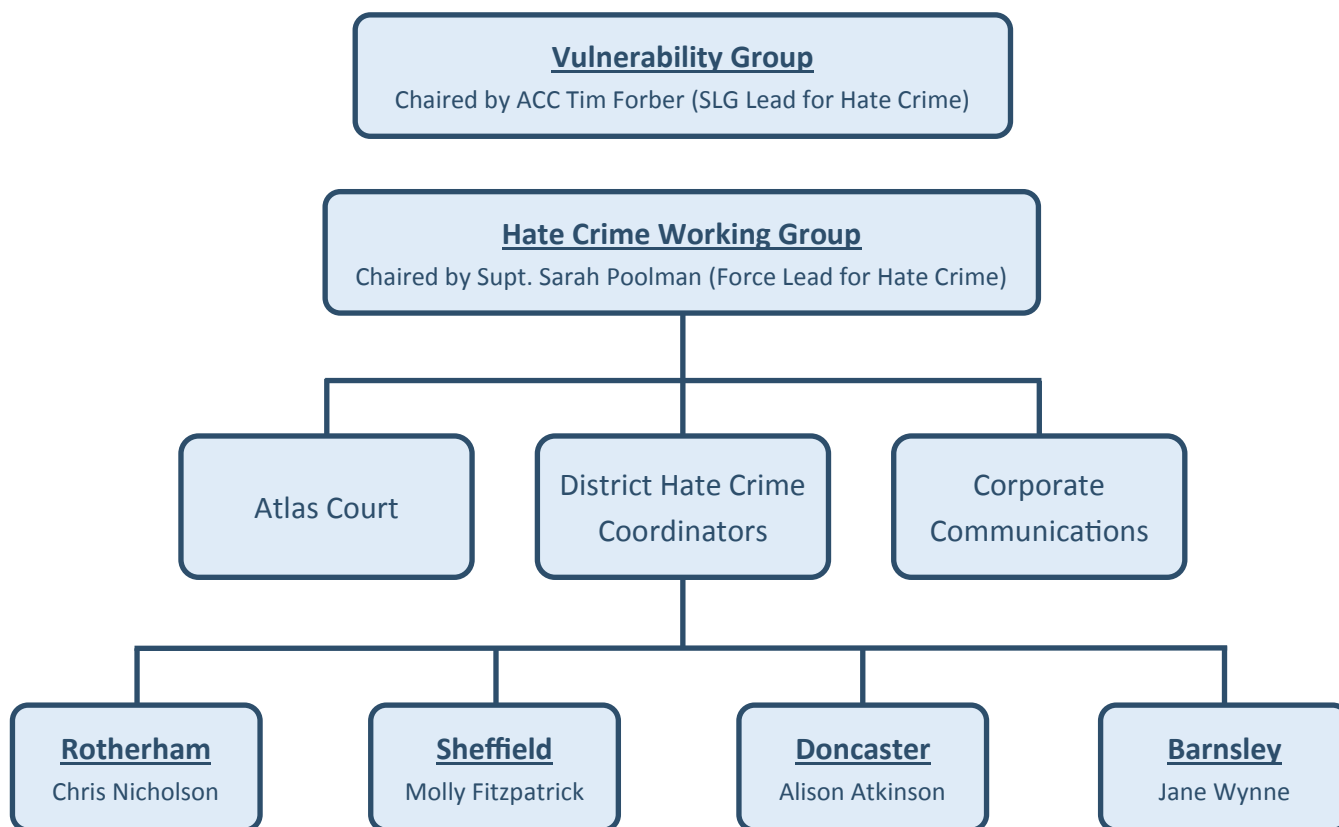 Vulnerability Group
Chaired by ACC Tim Forber (SLG Lead for Hate Crime)
Hate Crime Working Group
Chaired by Supt. Sarah Poolman (Force Lead for Hate Crime)
Atlas Court
District Hate Crime
Coordinators
Corporate
Communications
Rotherham
Chris Nicholson
Sheffield
Molly Fitzpatrick
Doncaster
Alison Atkinson
Barnsley
Jane Wynne